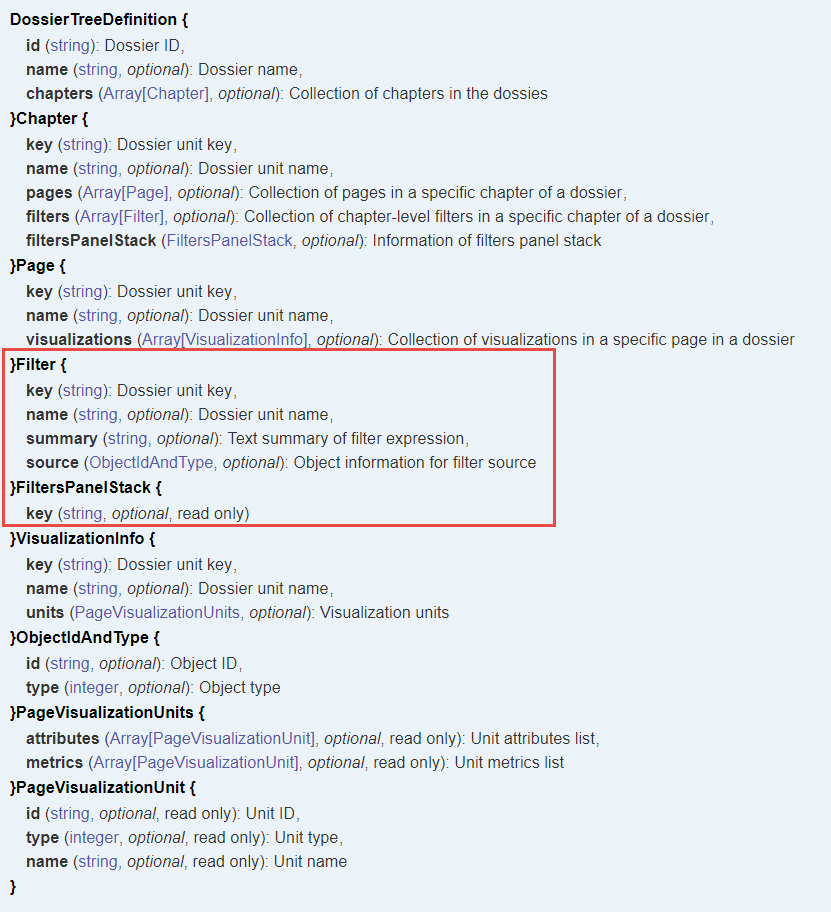 DossierTreeDefinition {
id (string): Dossier ID,
name (string, optional): Dossier name,
chapters (Array[Chapter], optional): Collection of chapters in the dossies
}Chapter {
key (string): Dossier unit key,
name (string, optional): Dossier unit name,
pages (Array[Page], optional): Collection of pages in a specific chapter of a dossier,
filters (Array[Filter], optional): Collection of chapter-level filters in a specific chapter of a dossier,
filtersPanelStack (FiltersPanelStack, optional): Information of filters panel stack
}Page {
key (string): Dossier unit key,
name (string, optional): Dossier unit name,
visualizations (Array[VisualizationInfo], optional): Collection of visualizations in a specific page in a dossier
}Filter {
key (string): Dossier unit key,
name (string, optional): Dossier unit name,
summary (string, optional): Text summary of filter expression,
source (ObjectIdAndType, optional): Object information for filter source
}FiltersPanelStack {
key (string, optional, read only)
}VisualizationInfo {
key (string): Dossier unit key,
name (string, optional): Dossier unit name,
units (PageVisualizationUnits, optional): Visualization units
}ObjectIdAndType {
id (string, optional): Object ID,
type (integer, optional): Object type
}PageVisualizationUnits {
attributes (Array[PageVisualizationUnit], optional, read only): Unit attributes list,
metrics (Array[PageVisualizationUnit], optional, read only): Unit metrics list
}PageVisualizationUnit {
id (string, optional, read only): Unit ID,
type (integer, optional, read only): Unit type,
name (string, optional, read only): Unit name
}